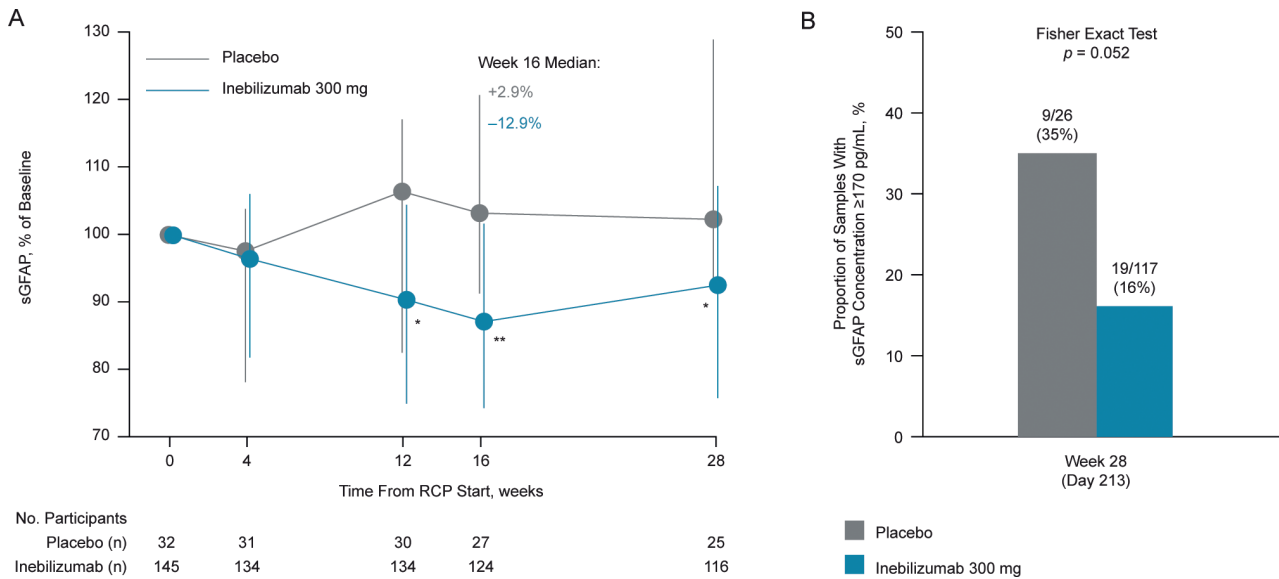 A
130
120
110
100
90
80
70
sGFAP, % of Baseline
Placebo
Inebilizumab 300 mg
Week 16 Median:
+2.9%
–12.9%
*
**
*
0 4 12 16 28
Time From RCP Start, weeks
No. Participants
Placebo (n) 32 31 30 27 25
Inebilizumab (n) 145 134 134 124 116
B
Fisher Exact Test
p = 0.052
50
40
30
20
10
0
Proportion of Samples With
sGFAP Concentration ≥170 pg/mL, %
9/26
(35%)
19/117
(16%)
Week 28
(Day 213)
Placebo
Inebilizumab 300 mg